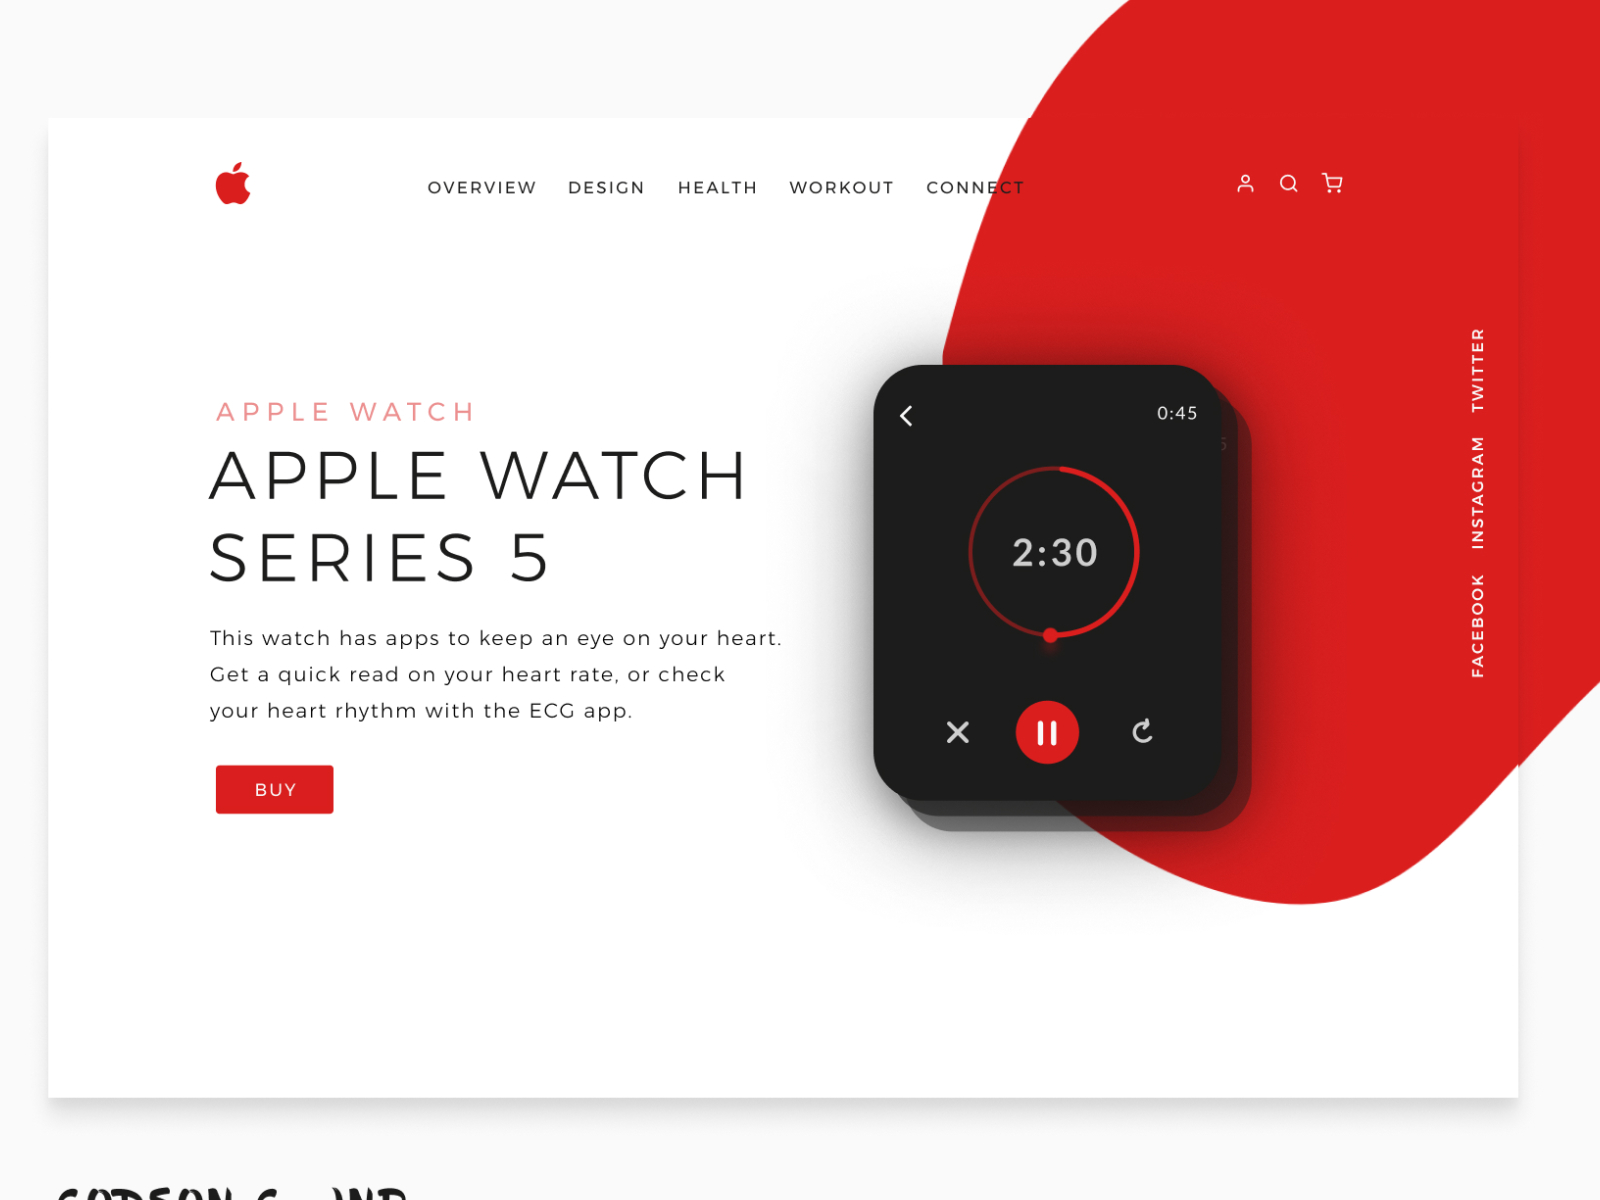 OVERVIEW DESIGN HEALTH WORKOUT CONNECT
APPLE WATCH
APPLE WATCH
SERIES 5
This watch has apps to keep an eye on your heart.
Get a quick read on your heart rate, or check
your heart rhythm with the ECG app.
BUY
0:45
2:30
TWITTER
INSTAGRAM
FACEBOOK